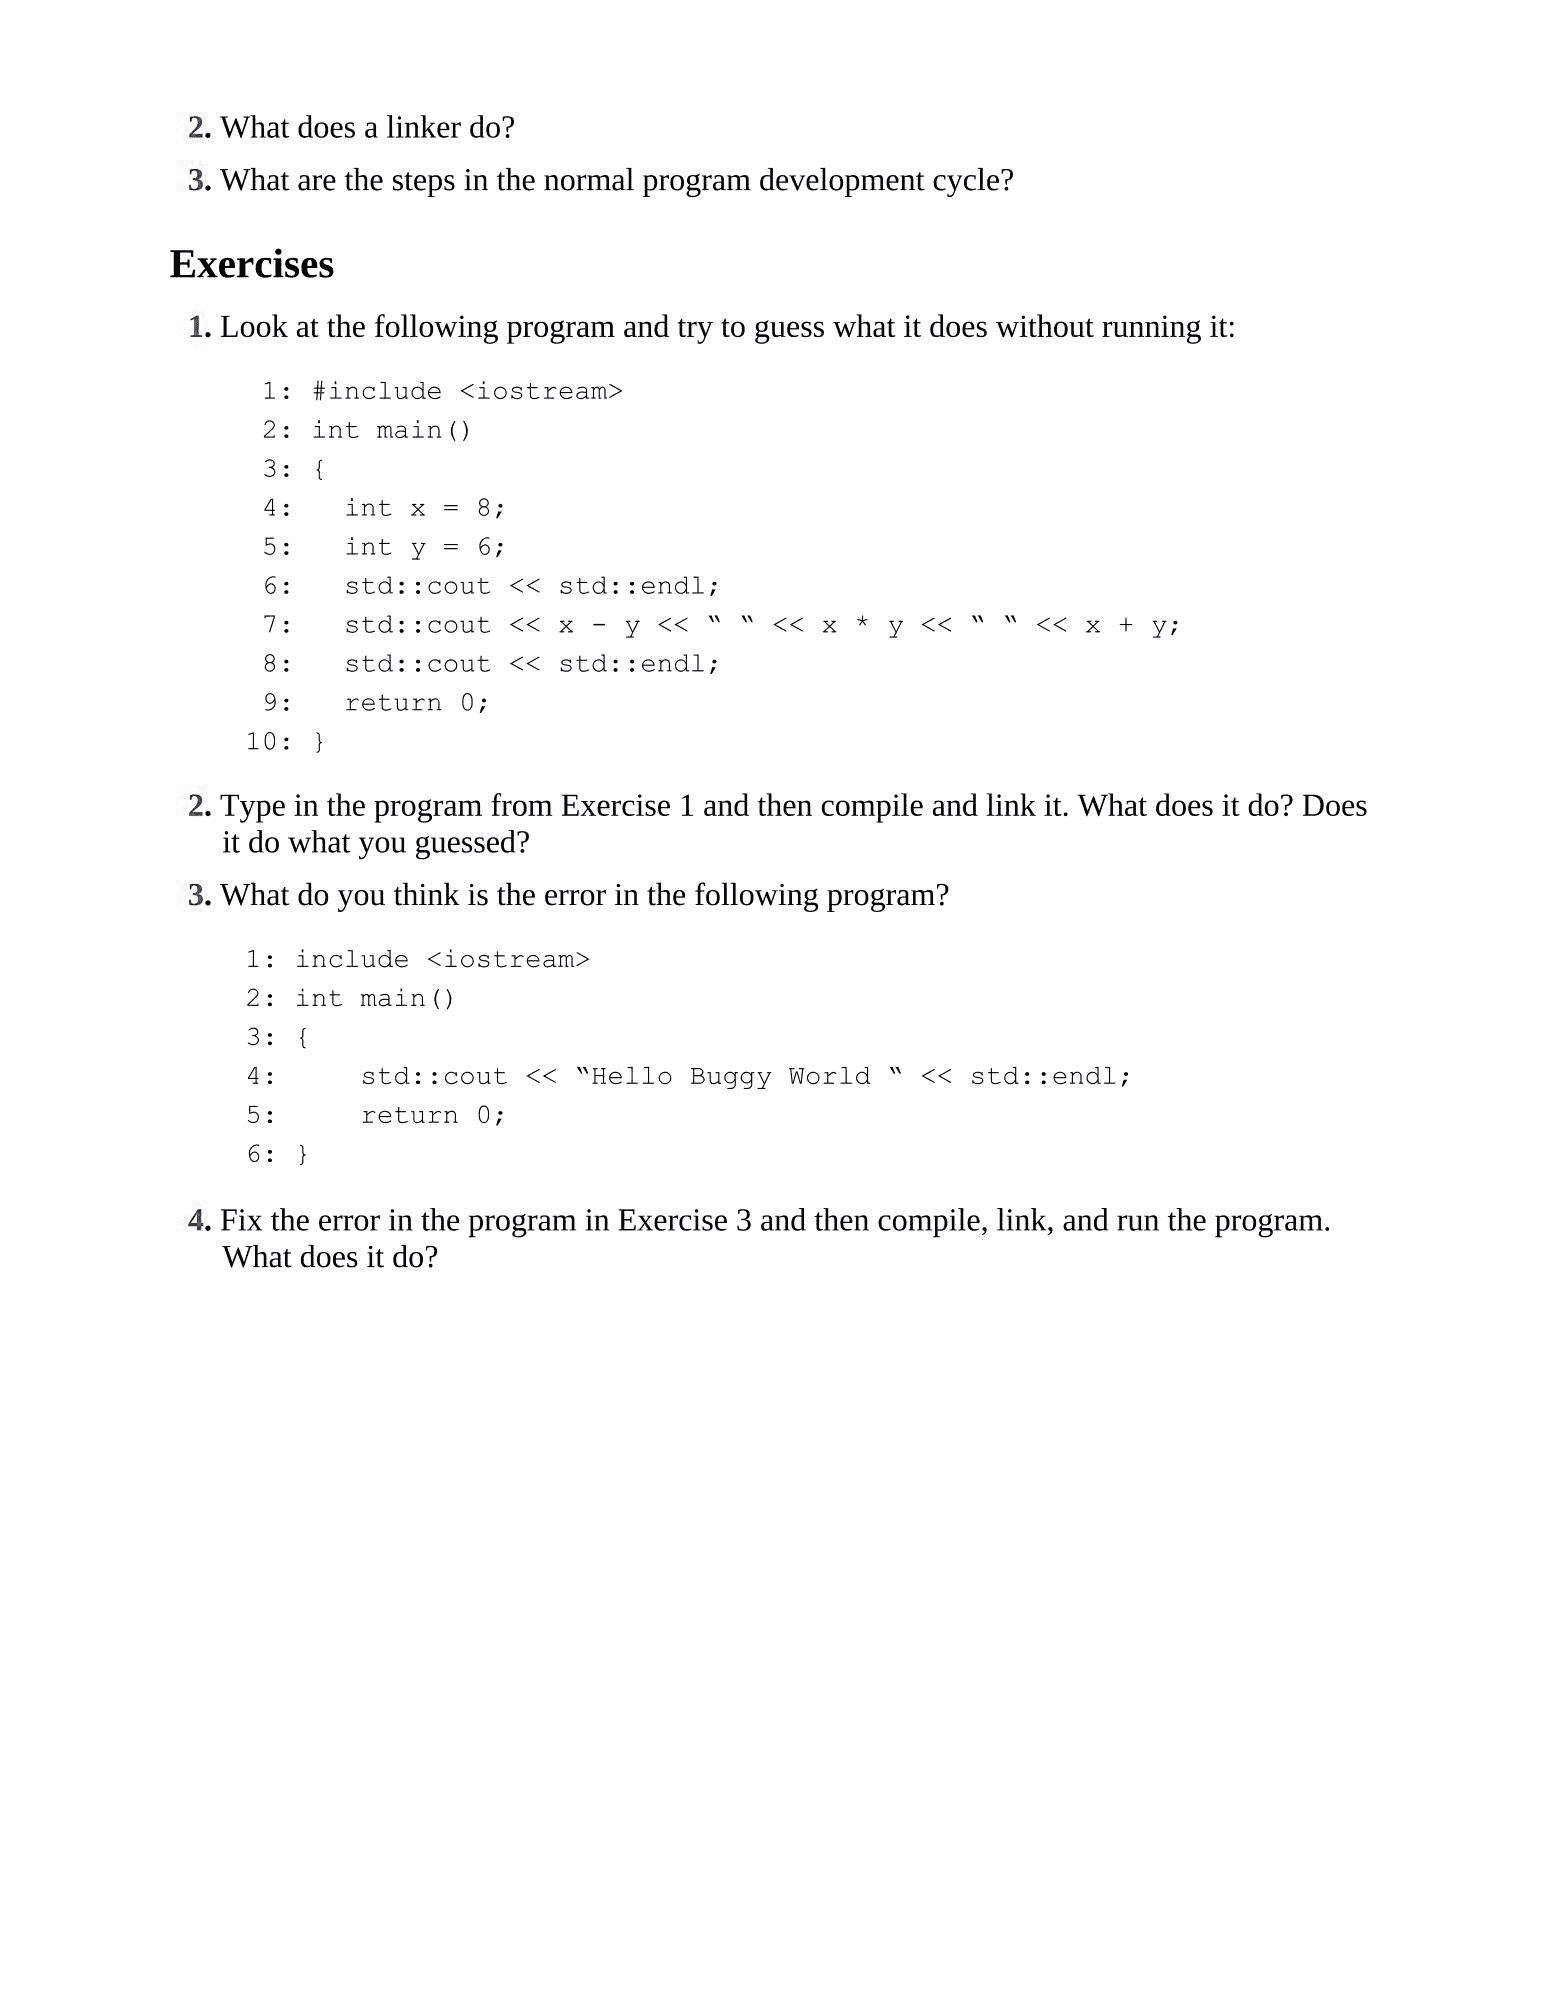 2. What does a linker do?
3. What are the steps in the normal program development cycle?
Exercises
1. Look at the following program and try to guess what it does without running it:
1: #include <iostream>
2: int main()
3: {
4:   int x = 8;
5:   int y = 6;
6:   std::cout << std::endl;
7:   std::cout << x - y << “ “ << x * y << “ “ << x + y;
8:   std::cout << std::endl;
9:   return 0;
10: }
2. Type in the program from Exercise 1 and then compile and link it. What does it do? Does
it do what you guessed?
3. What do you think is the error in the following program?
1: include <iostream>
2: int main()
3: {
4:     std::cout << “Hello Buggy World “ << std::endl;
5:     return 0;
6: }
4. Fix the error in the program in Exercise 3 and then compile, link, and run the program.
What does it do?